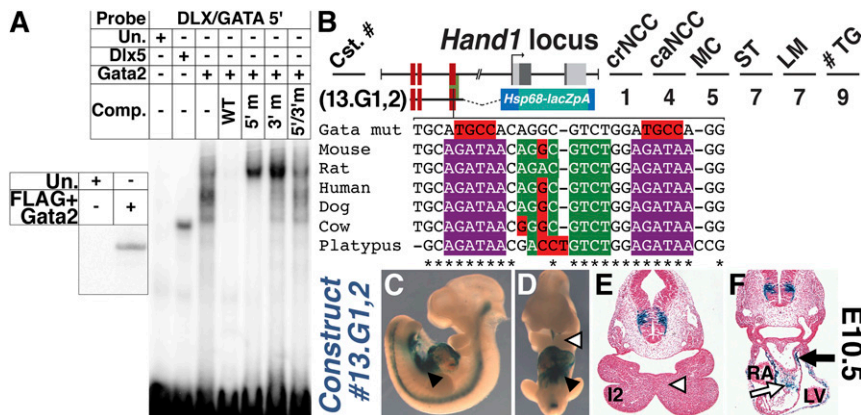 A
Probe DLX/GATA 5'
Un. + - - - - - -
Dlx5 - + - - - - -
Gata2 - - + + + + +
Comp. - - - WT 5' m 3' m 5'/3'm
Un. + -
FLAG+ Gata2 - +
B
Cst. # Hand1 locus crNCC caNCC MC ST LM # TG
(13.G1,2) Hsp68-lacZpA 1 4 5 7 7 9
Gata mut TGCATGCCACAGGC-GTCTGGATGCCA-GG
Mouse TGCAGATAACAGGC-GTCTGGAGATAA-GG
Rat TGCAGATAACAGAC-GTCTGGAGATAA-GG
Human TGCAGATAACAGGC-GTCTGGAGATAA-GG
Dog TGCAGATAACAGGC-GTCTGGAGATAA-GG
Cow TGCAGATAACGGGC-GTCTGGAGATAA-GG
Platypus -GCAGATAACGACCTGTCTGGAGATAACCG
Construct #13.G1,2
C
D
E
I2
F
RA
LV
E10.5